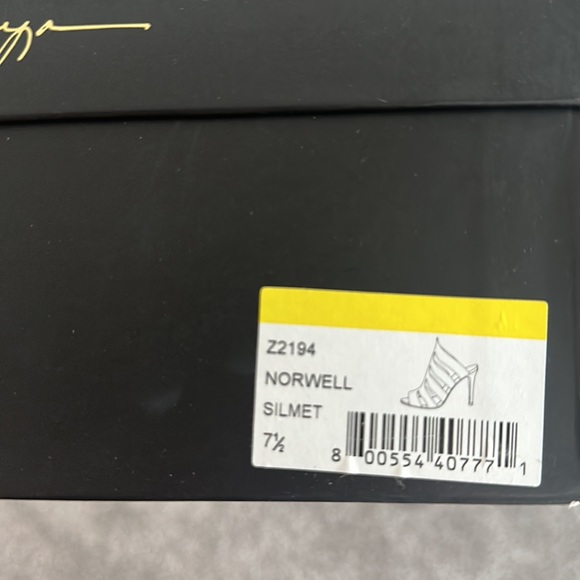 Z2194
NORWELL
SILMET
7½
8 00554 40777 1